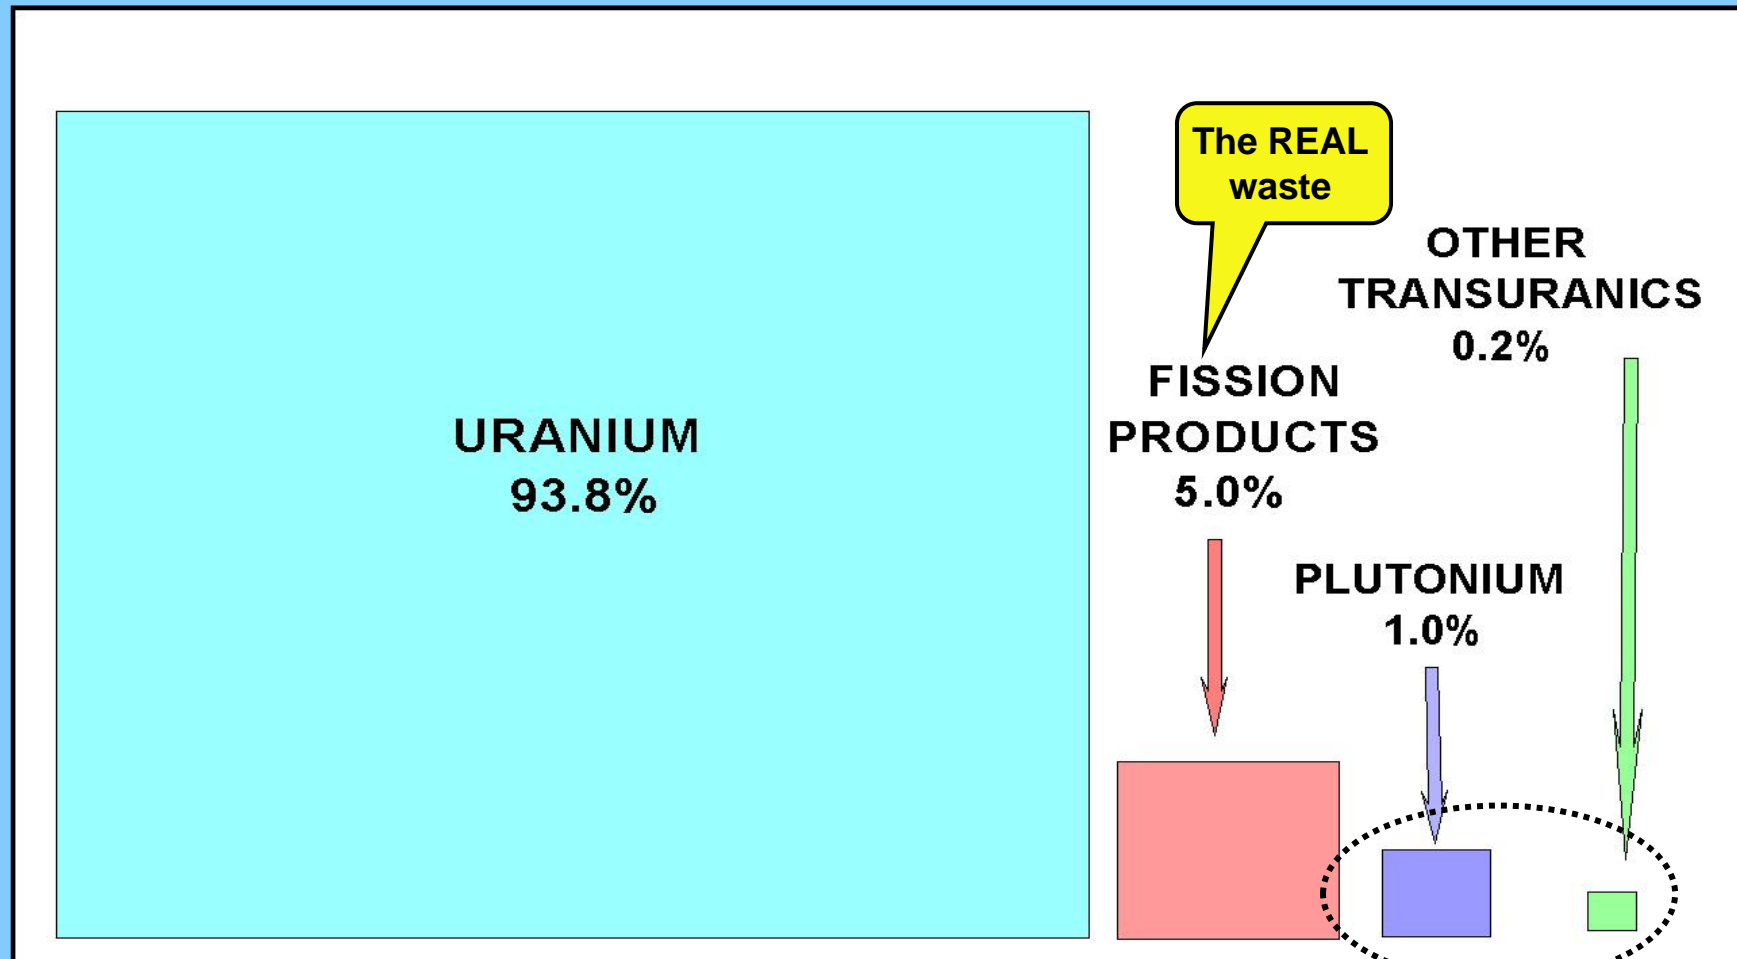 The REAL
waste
OTHER
TRANSURANICS
0.2%
FISSION
PRODUCTS
5.0%
URANIUM
93.8%
PLUTONIUM
1.0%